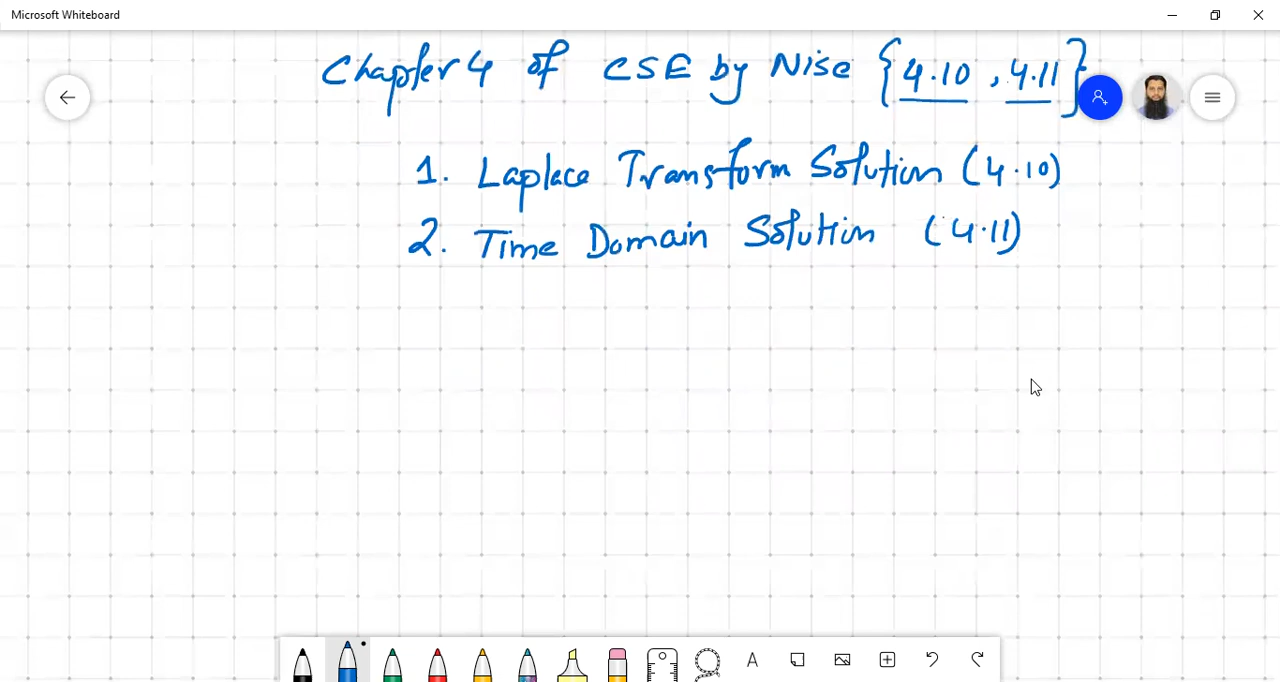 Microsoft Whiteboard
Chapter 4 of CSE by Nise {4.10, 4.11}
1. Laplace Transform Solution (4.10)
2. Time Domain Solution (4.11)
A